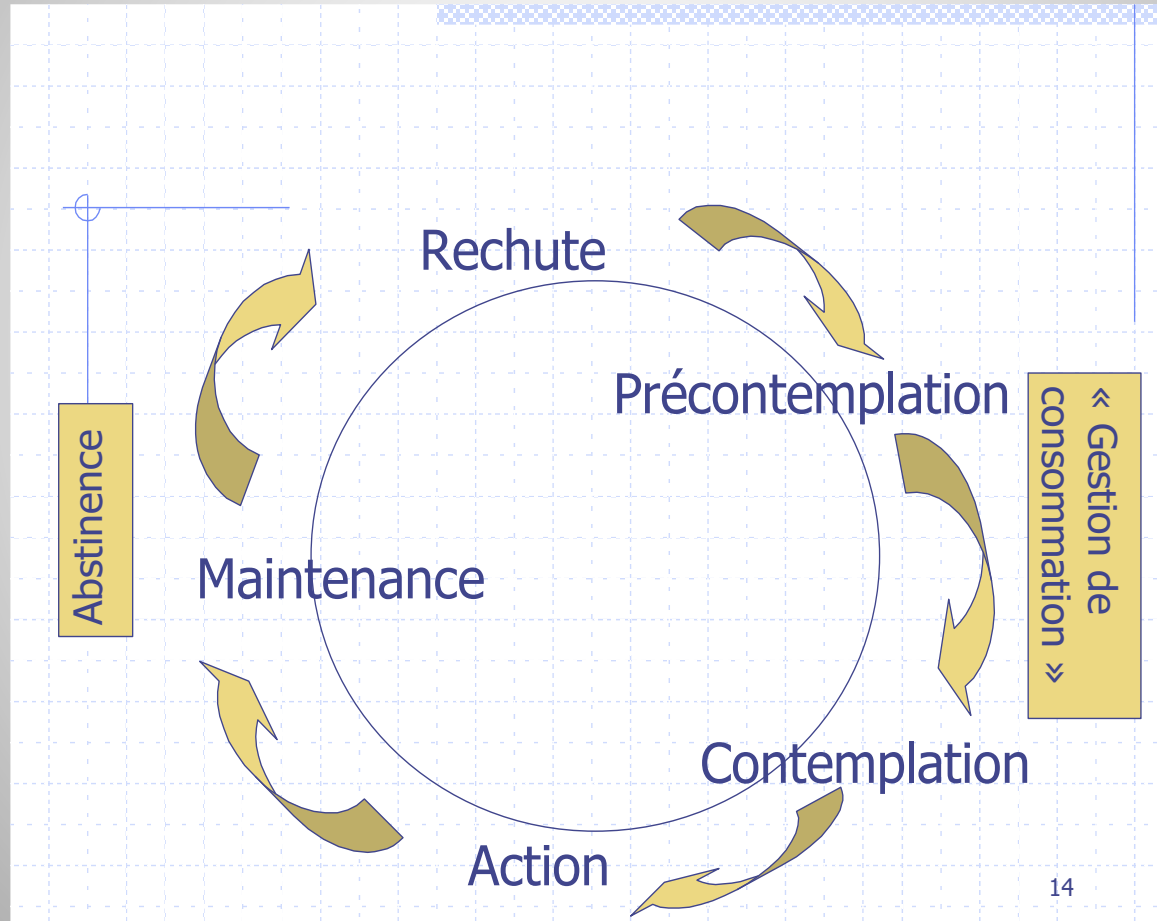 Rechute
Précontemplation
« Gestion de
consommation »
Abstinence
Maintenance
Contemplation
Action
14